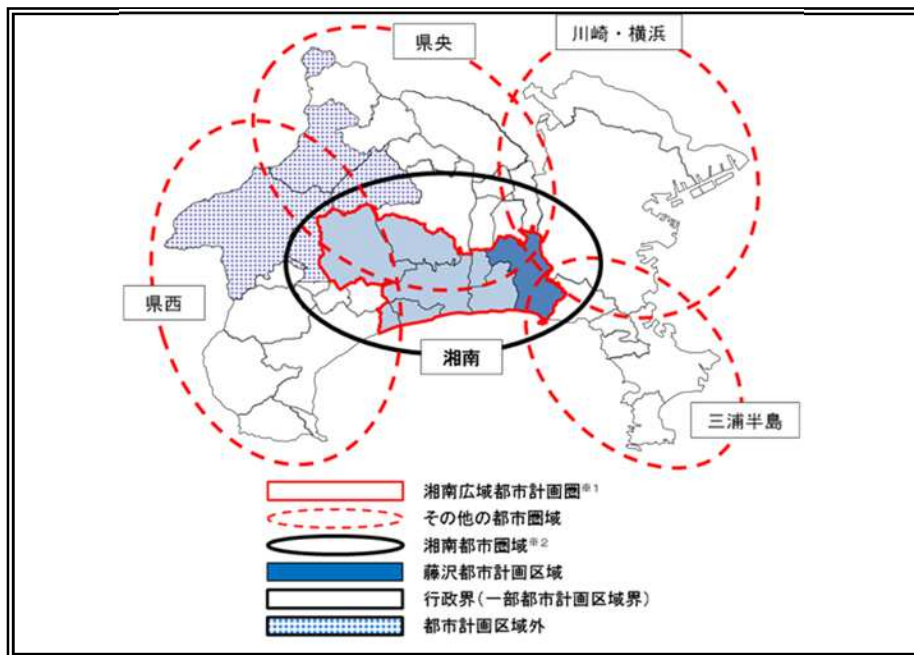 県央
川崎・横浜
県西
湘南
三浦半島
湘南広域都市計画圏※1
その他の都市圏域
湘南都市圏域※2
藤沢都市計画区域
行政界(一部都市計画区域界)
都市計画区域外